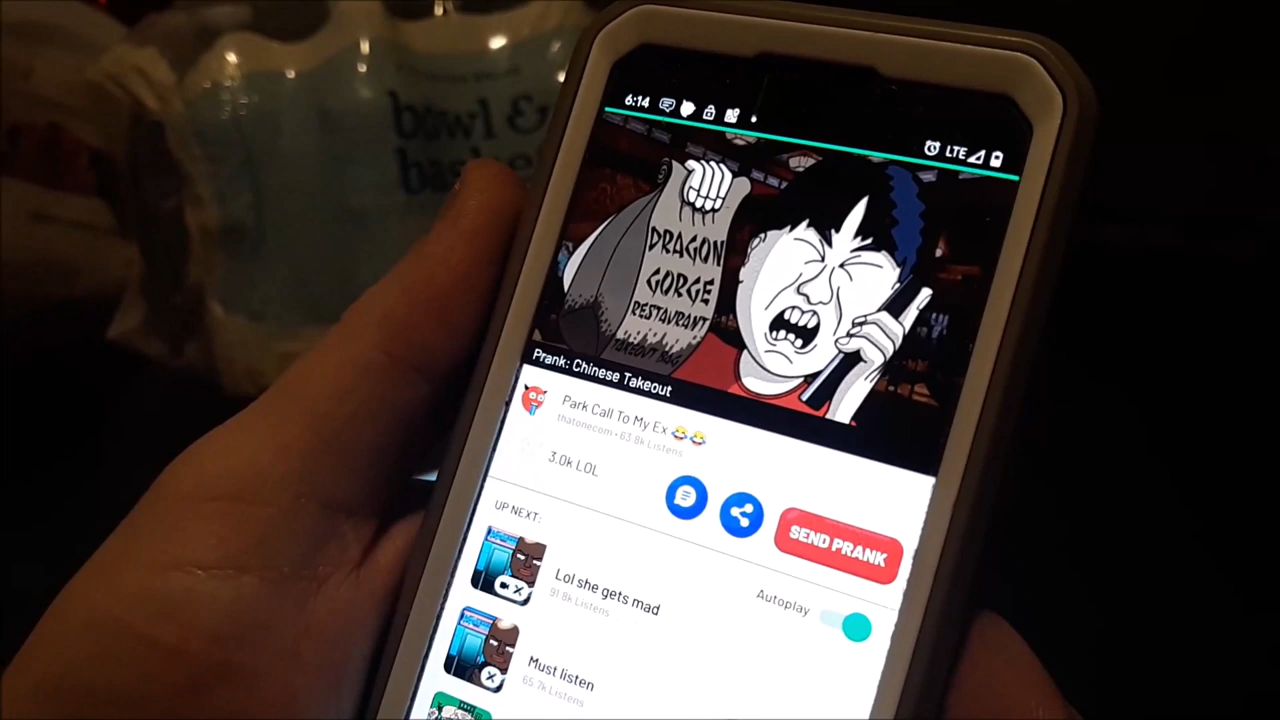 bowl &
basket
6:14
LTE
DRAGON
GORGE
RESTAURANT
TAKEOUT BAG
Prank: Chinese Takeout
Park Call To My Ex 😂😂
thatonecom • 63.8k Listens
3.0k LOL
SEND PRANK
UP NEXT:
Autoplay
Lol she gets mad
91.8k Listens
Must listen
65.7k Listens